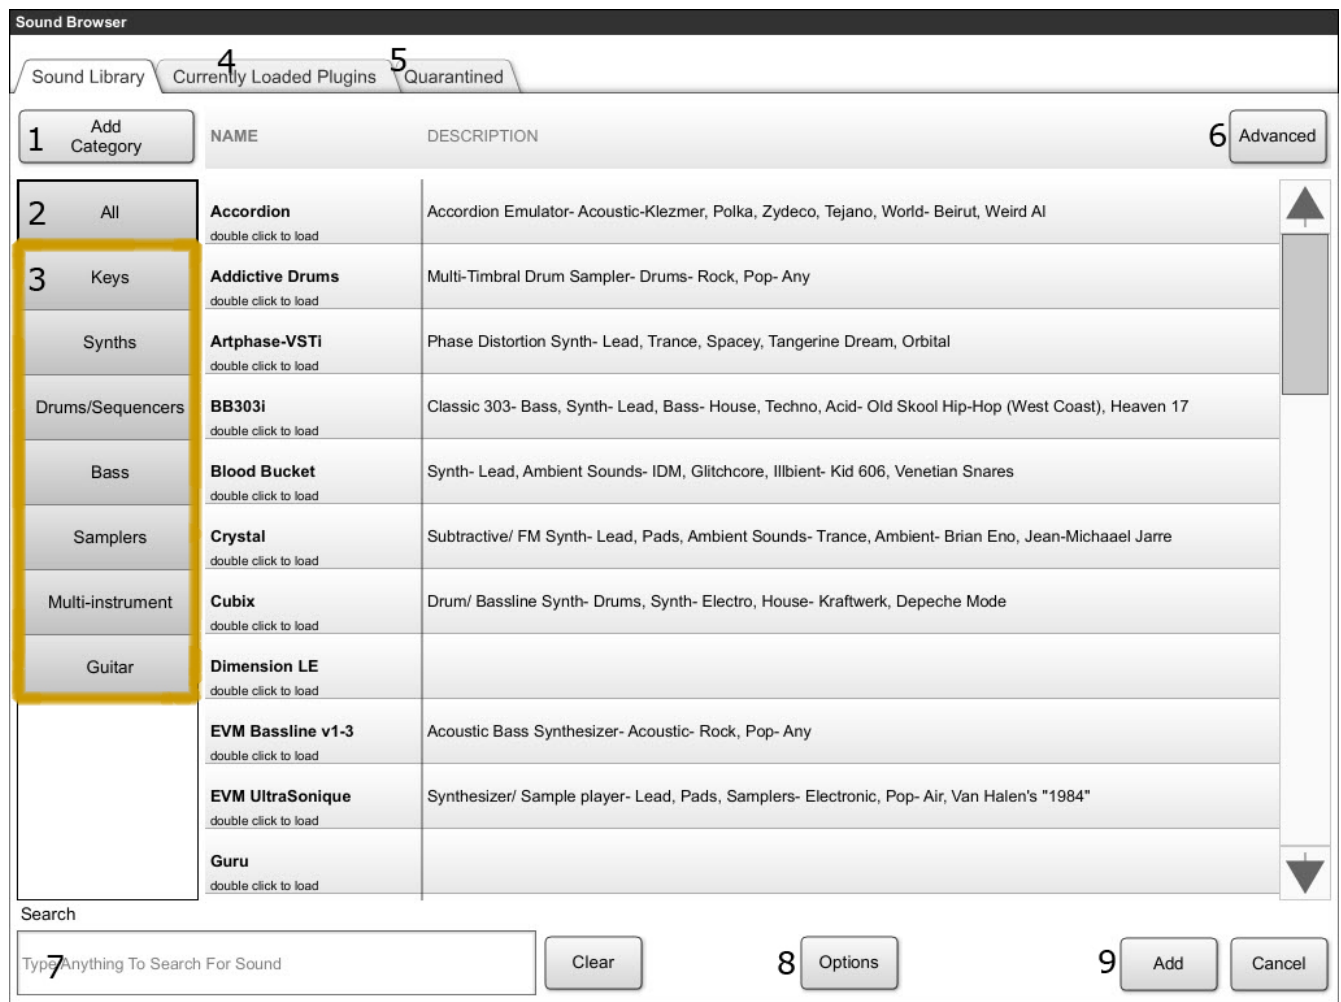 Sound Browser
Sound Library 4 Currently Loaded Plugins 5 Quarantined
1 Add
Category
NAME DESCRIPTION 6 Advanced
2 All
3 Keys
Synths
Drums/Sequencers
Bass
Samplers
Multi-instrument
Guitar
Accordion Accordion Emulator- Acoustic-Klezmer, Polka, Zydeco, Tejano, World- Beirut, Weird Al
double click to load
Addictive Drums Multi-Timbral Drum Sampler- Drums- Rock, Pop- Any
double click to load
Artphase-VSTi Phase Distortion Synth- Lead, Trance, Spacey, Tangerine Dream, Orbital
double click to load
BB303i Classic 303- Bass, Synth- Lead, Bass- House, Techno, Acid- Old Skool Hip-Hop (West Coast), Heaven 17
double click to load
Blood Bucket Synth- Lead, Ambient Sounds- IDM, Glitchcore, Illbient- Kid 606, Venetian Snares
double click to load
Crystal Subtractive/ FM Synth- Lead, Pads, Ambient Sounds- Trance, Ambient- Brian Eno, Jean-Michaael Jarre
double click to load
Cubix Drum/ Bassline Synth- Drums, Synth- Electro, House- Kraftwerk, Depeche Mode
double click to load
Dimension LE
double click to load
EVM Bassline v1-3 Acoustic Bass Synthesizer- Acoustic- Rock, Pop- Any
double click to load
EVM UltraSonique Synthesizer/ Sample player- Lead, Pads, Samplers- Electronic, Pop- Air, Van Halen's "1984"
double click to load
Guru
double click to load
Search
7 Type Anything To Search For Sound Clear 8 Options 9 Add Cancel